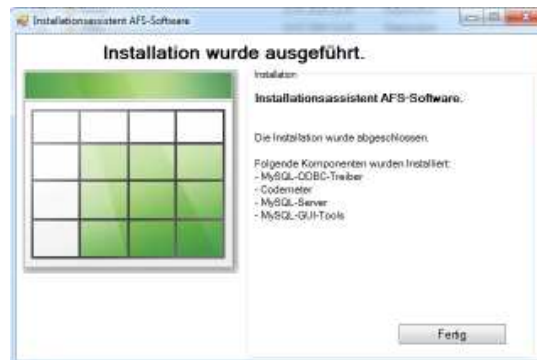 Installationsassistent AFS-Software
Installation wurde ausgeführt.
Installation
Installationsassistent AFS-Software.
Die Installation wurde abgeschlossen.
Folgende Komponenten wurden Installiert:
- MySQL-ODBC-Treiber
- Codemeter
- MySQL-Server
- MySQL-GUI-Tools
Fertig